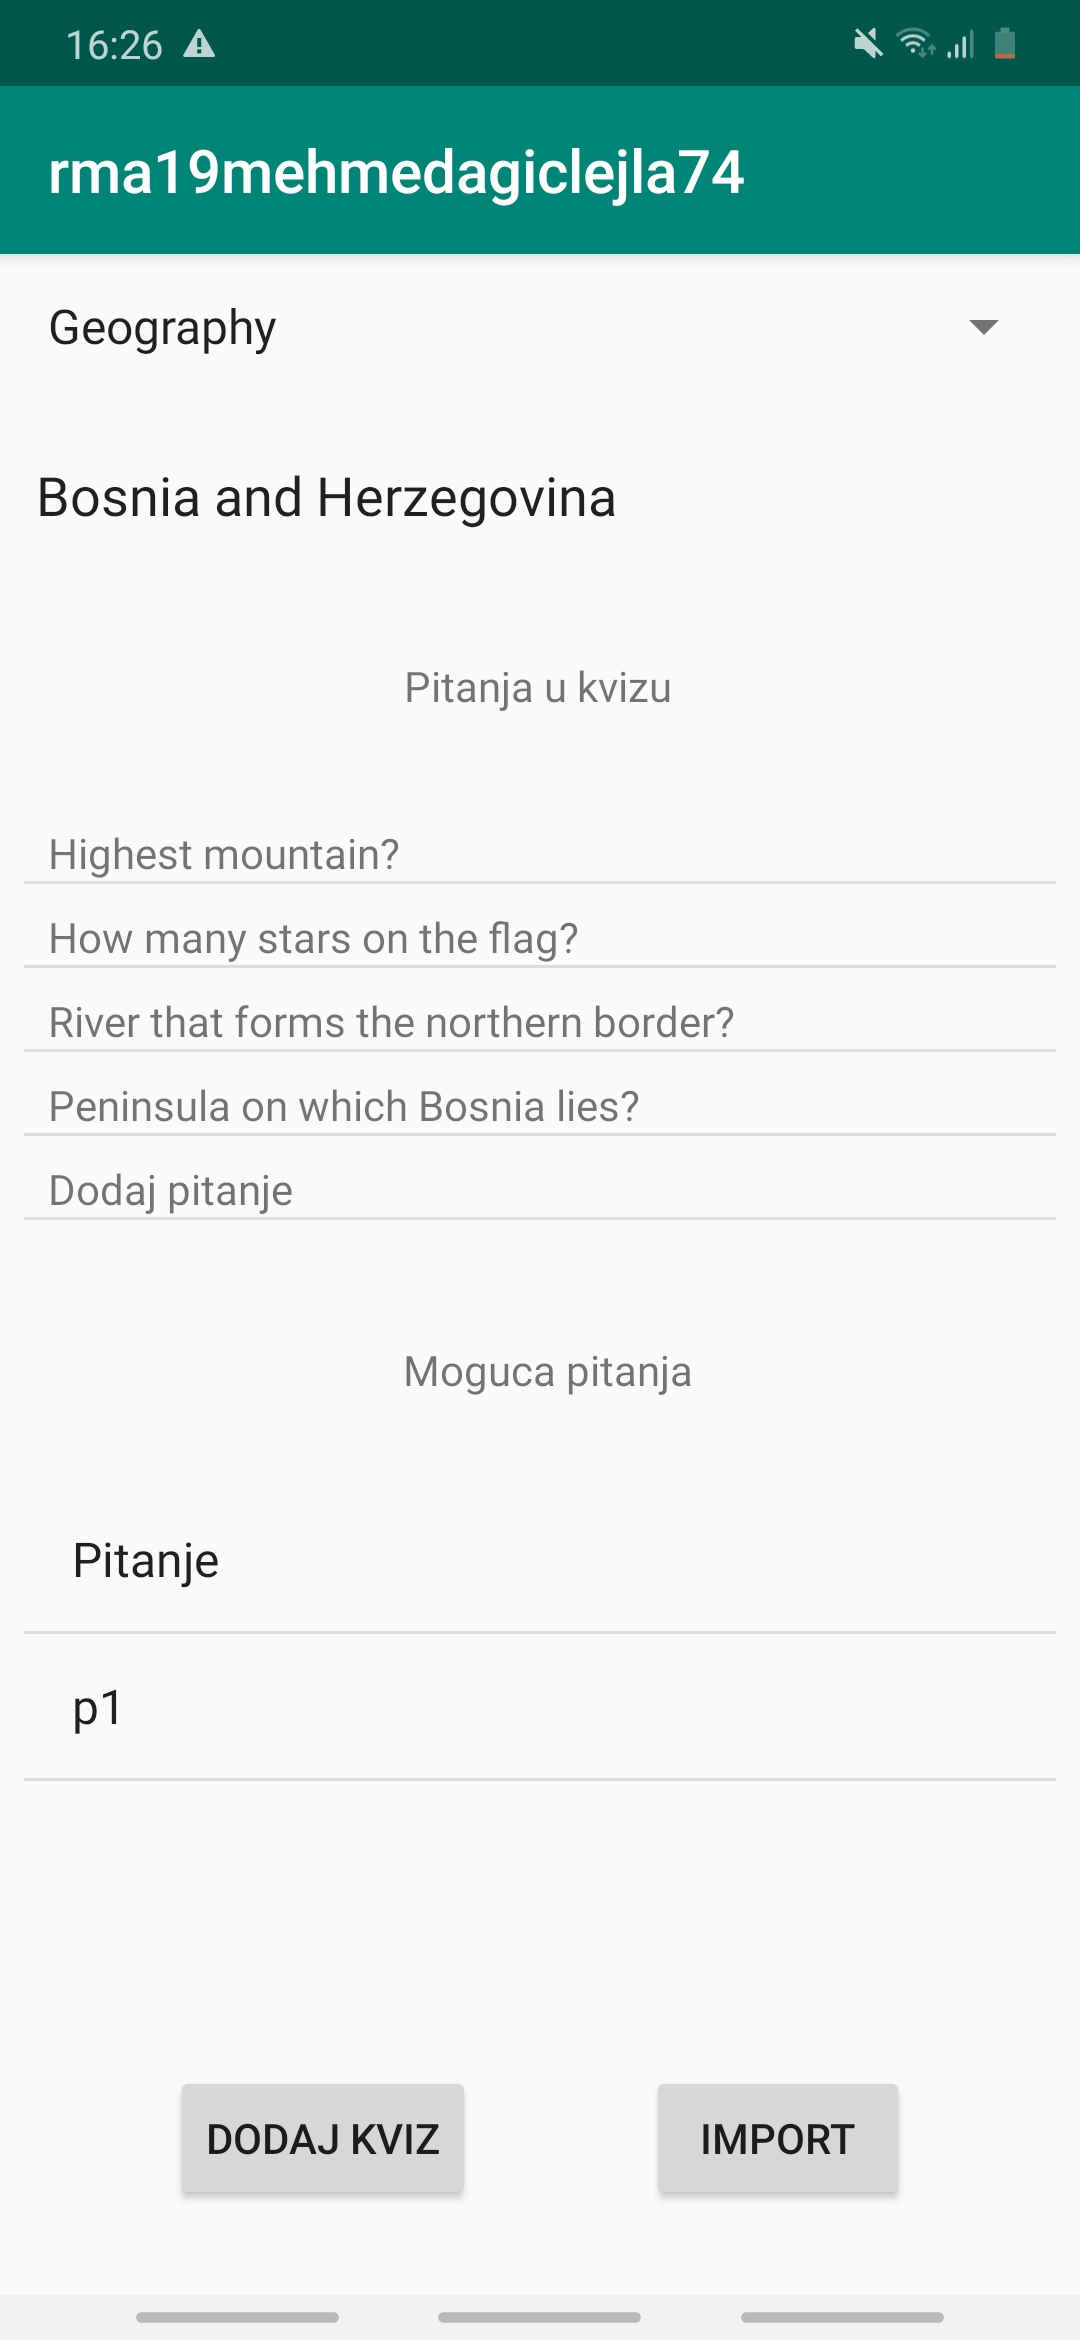 16:26
rma19mehmedagiclejla74
Geography
Bosnia and Herzegovina
Pitanja u kvizu
Highest mountain?
How many stars on the flag?
River that forms the northern border?
Peninsula on which Bosnia lies?
Dodaj pitanje
Moguca pitanja
Pitanje
p1
DODAJ KVIZ
IMPORT